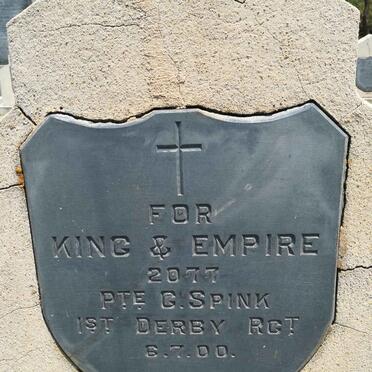 FOR
KING & EMPIRE
2077
PTE C. SPINK
1ST DERBY RGT
6.7.00.